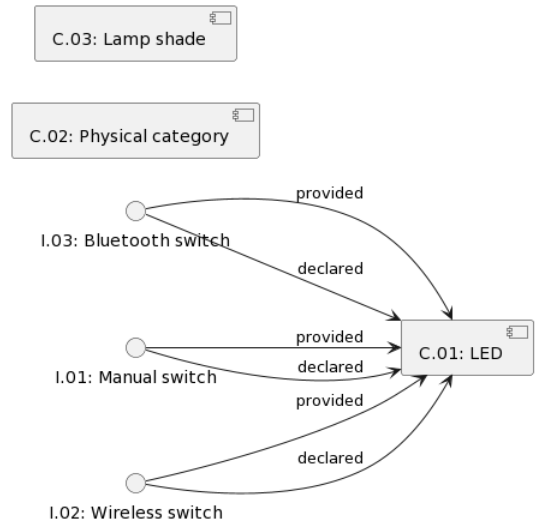 C.03: Lamp shade
C.02: Physical category
provided
I.03: Bluetooth switch
declared
provided
C.01: LED
declared
I.01: Manual switch
provided
declared
I.02: Wireless switch